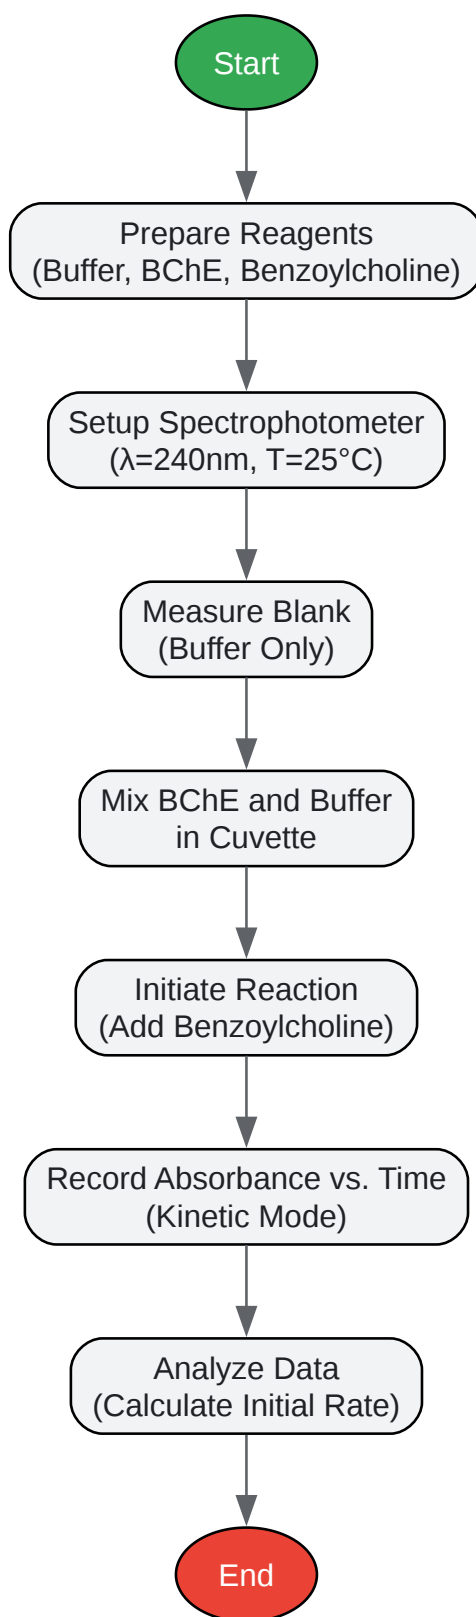 Start
Prepare Reagents
(Buffer, BChE, Benzoylcholine)
Setup Spectrophotometer
(λ=240nm, T=25°C)
Measure Blank
(Buffer Only)
Mix BChE and Buffer
in Cuvette
Initiate Reaction
(Add Benzoylcholine)
Record Absorbance vs. Time
(Kinetic Mode)
Analyze Data
(Calculate Initial Rate)
End